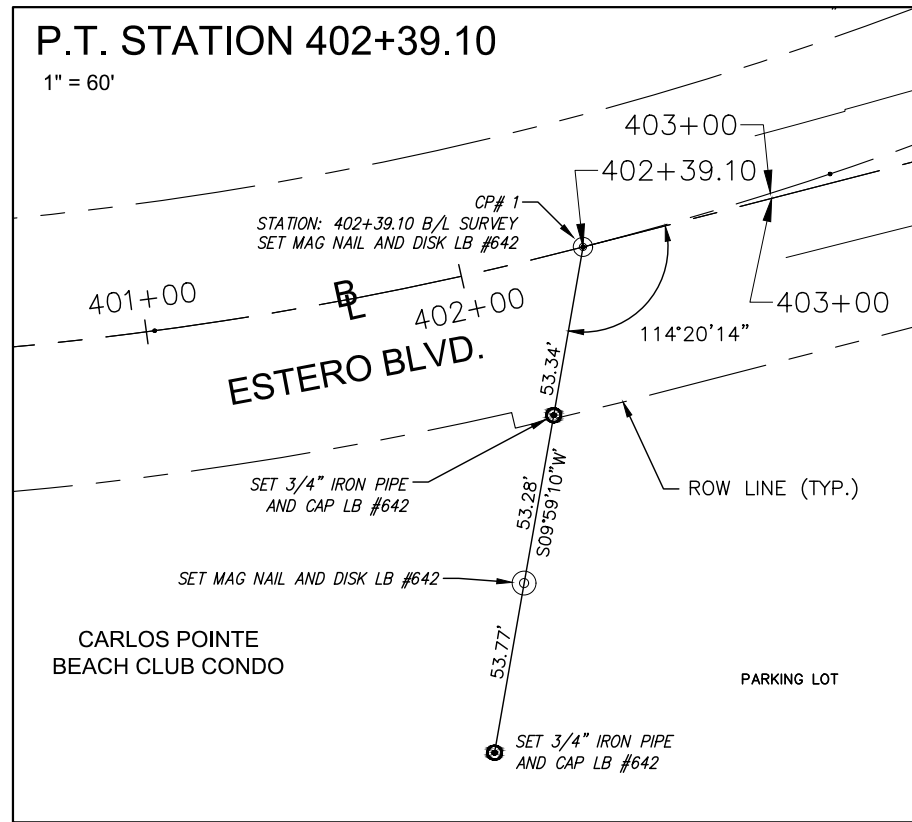 P.T. STATION 402+39.10
1" = 60'
403+00
402+39.10
CP# 1
STATION: 402+39.10 B/L SURVEY
SET MAG NAIL AND DISK LB #642
401+00
BL
402+00
403+00
114°20'14"
ESTERO BLVD.
53.34'
SET 3/4" IRON PIPE
AND CAP LB #642
ROW LINE (TYP.)
53.28'
S09°59'10"W
SET MAG NAIL AND DISK LB #642
CARLOS POINTE
BEACH CLUB CONDO
53.77'
PARKING LOT
SET 3/4" IRON PIPE
AND CAP LB #642